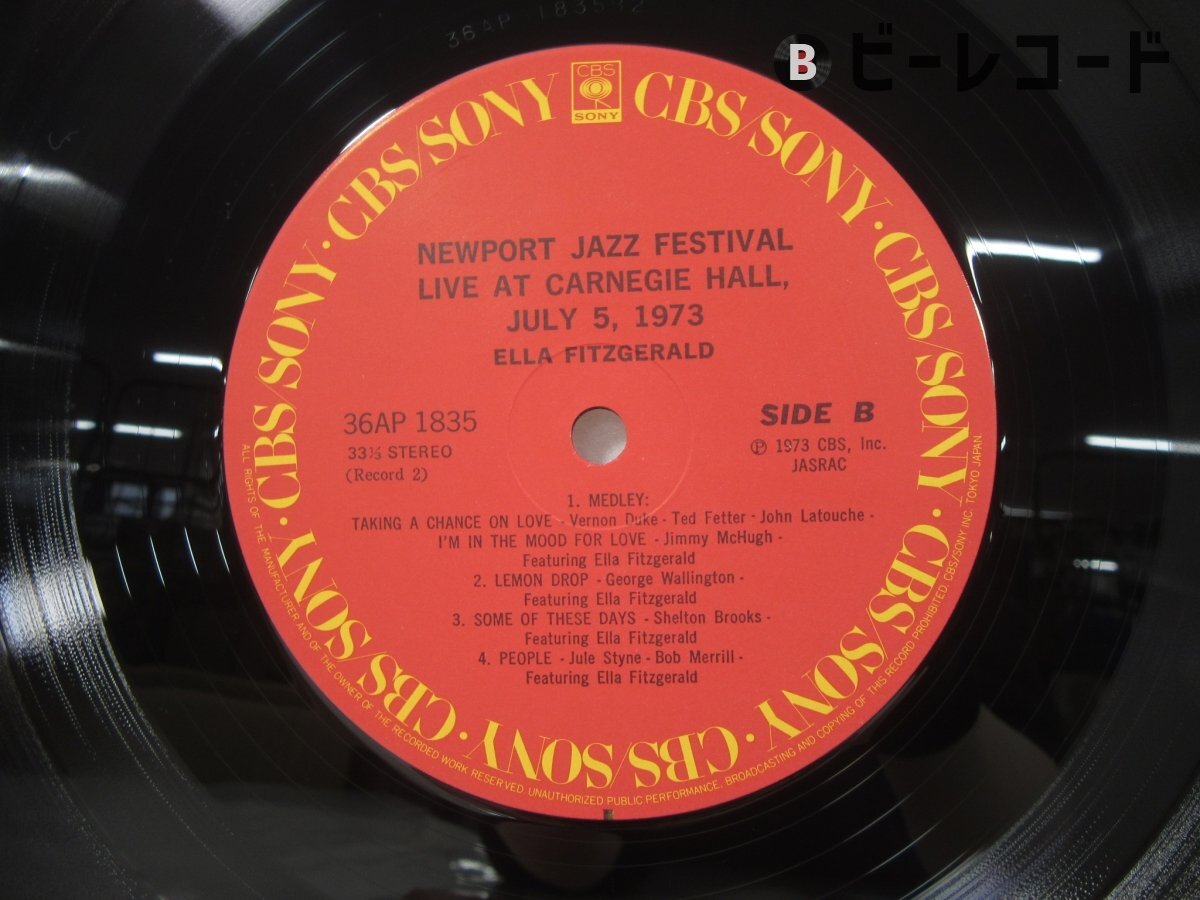 36AP 1835
B ビーレコード
CBS
SONY
CBS/SONY · CBS/SONY · CBS/SONY · CBS/SONY · CBS/SONY · CBS/SONY · CBS/SONY · CBS/SONY · CBS/SONY · CBS/SONY
NEWPORT JAZZ FESTIVAL
LIVE AT CARNEGIE HALL,
JULY 5, 1973
ELLA FITZGERALD
36AP 1835
SIDE B
33⅓ STEREO
℗ 1973 CBS, Inc.
(Record 2)
JASRAC
1. MEDLEY:
TAKING A CHANCE ON LOVE - Vernon Duke - Ted Fetter - John Latouche -
I'M IN THE MOOD FOR LOVE - Jimmy McHugh -
Featuring Ella Fitzgerald
2. LEMON DROP - George Wallington -
Featuring Ella Fitzgerald
3. SOME OF THESE DAYS - Shelton Brooks -
Featuring Ella Fitzgerald
4. PEOPLE - Jule Styne - Bob Merrill -
Featuring Ella Fitzgerald
ALL RIGHTS OF THE MANUFACTURER AND OF THE OWNER OF THE RECORDED WORK RESERVED UNAUTHORIZED PUBLIC PERFORMANCE, BROADCASTING AND COPYING OF THIS RECORD PROHIBITED. CBS/SONY INC. TOKYO JAPAN.